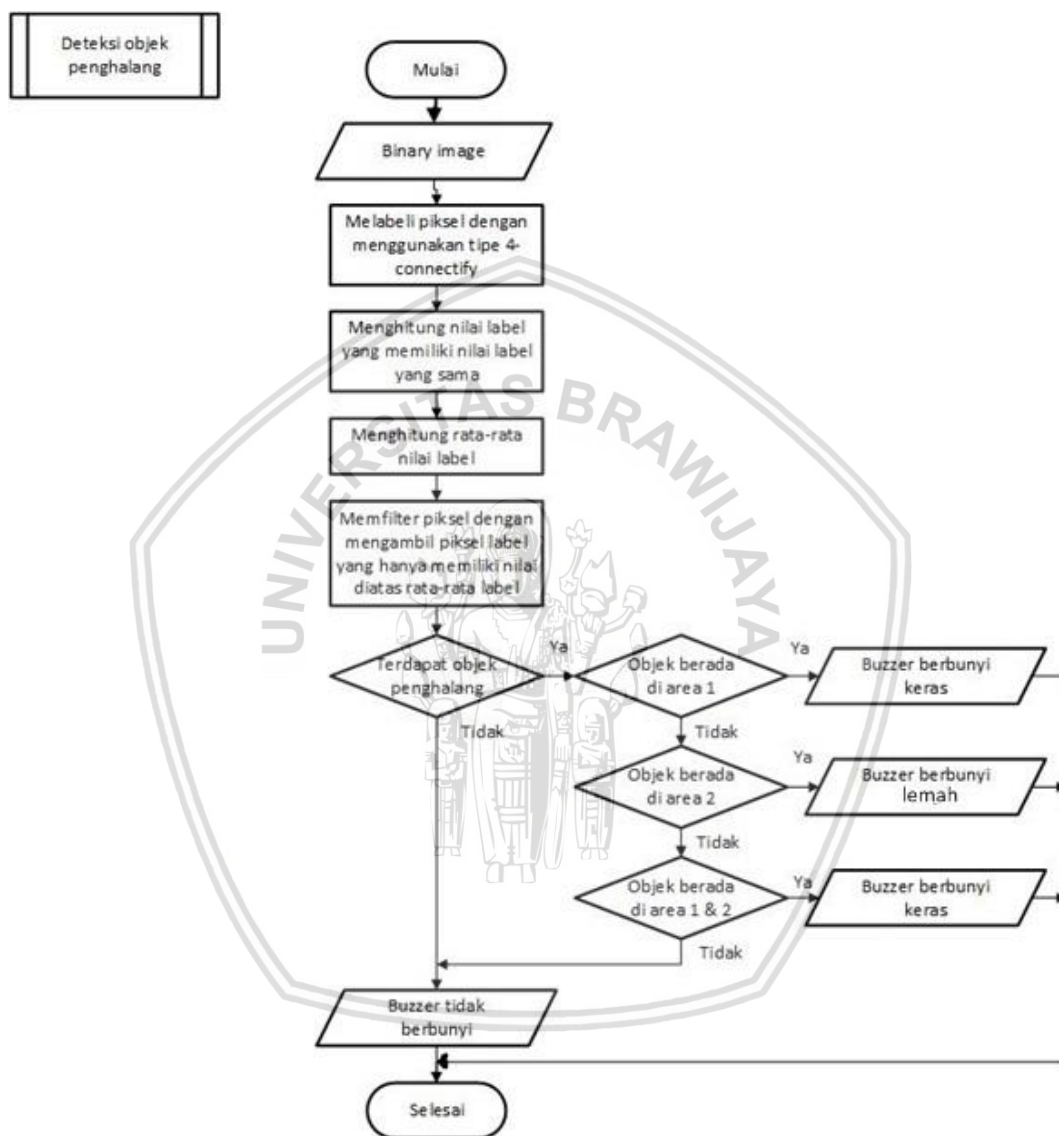 Deteksi objek
penghalang
Mulai
Binary image
Melabeli piksel dengan
menggunakan tipe 4-
connectify
Menghitung nilai label
yang memiliki nilai label
yang sama
Menghitung rata-rata
nilai label
Memfilter piksel dengan
mengambil piksel label
yang hanya memiliki nilai
diatas rata-rata label
Terdapat objek
penghalang
Ya
Tidak
Objek berada
di area 1
Ya
Tidak
Buzzer berbunyi
keras
Objek berada
di area 2
Ya
Tidak
Buzzer berbunyi
lemah
Objek berada
di area 1 & 2
Ya
Tidak
Buzzer berbunyi
keras
Buzzer tidak
berbunyi
Selesai
UNIVERSITAS BRAWIJAYA